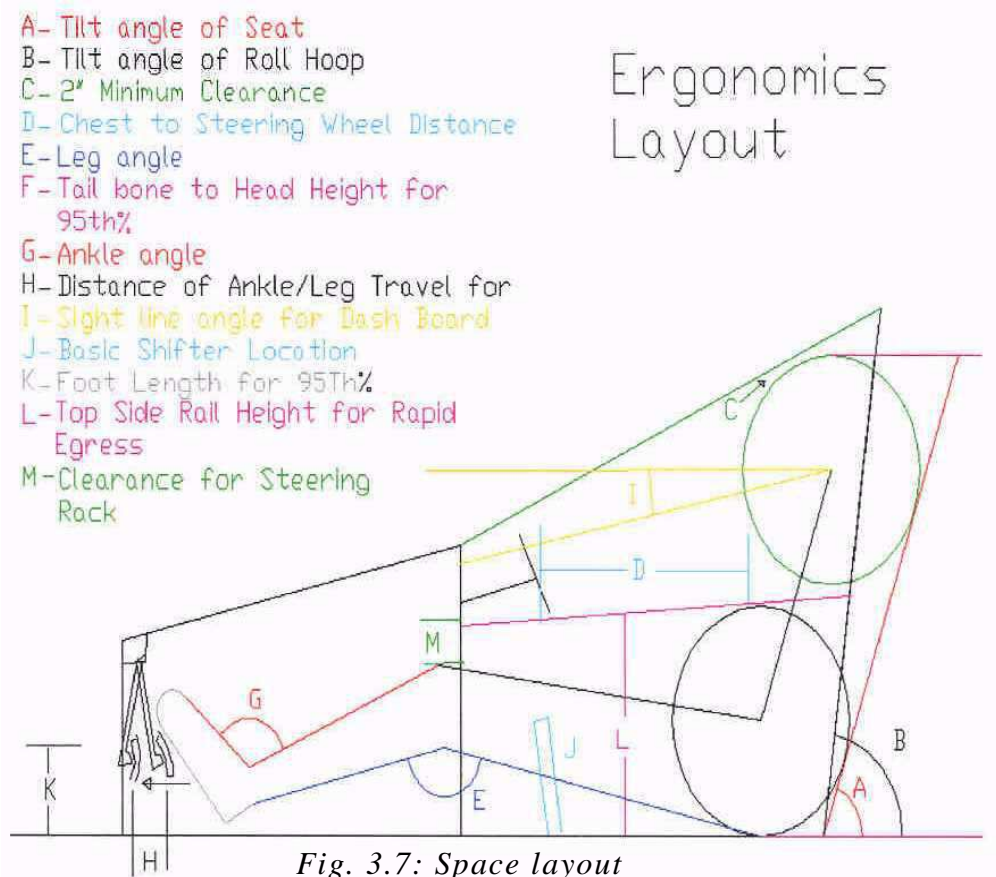 A- Tilt angle of Seat
B- Tilt angle of Roll Hoop
C- 2" Minimum Clearance
D- Chest to Steering Wheel Distance
E- Leg angle
F- Tail bone to Head Height for
95th%
G- Ankle angle
H- Distance of Ankle/Leg Travel for
I- Sight line angle for Dash Board
J- Basic Shifter Location
K- Foot Length for 95Th%
L- Top Side Rail Height for Rapid
Egress
M- Clearance for Steering
Rack
Ergonomics
Layout
C
I
D
M
G
L
J
B
K
E
A
H
Fig. 3.7: Space layout